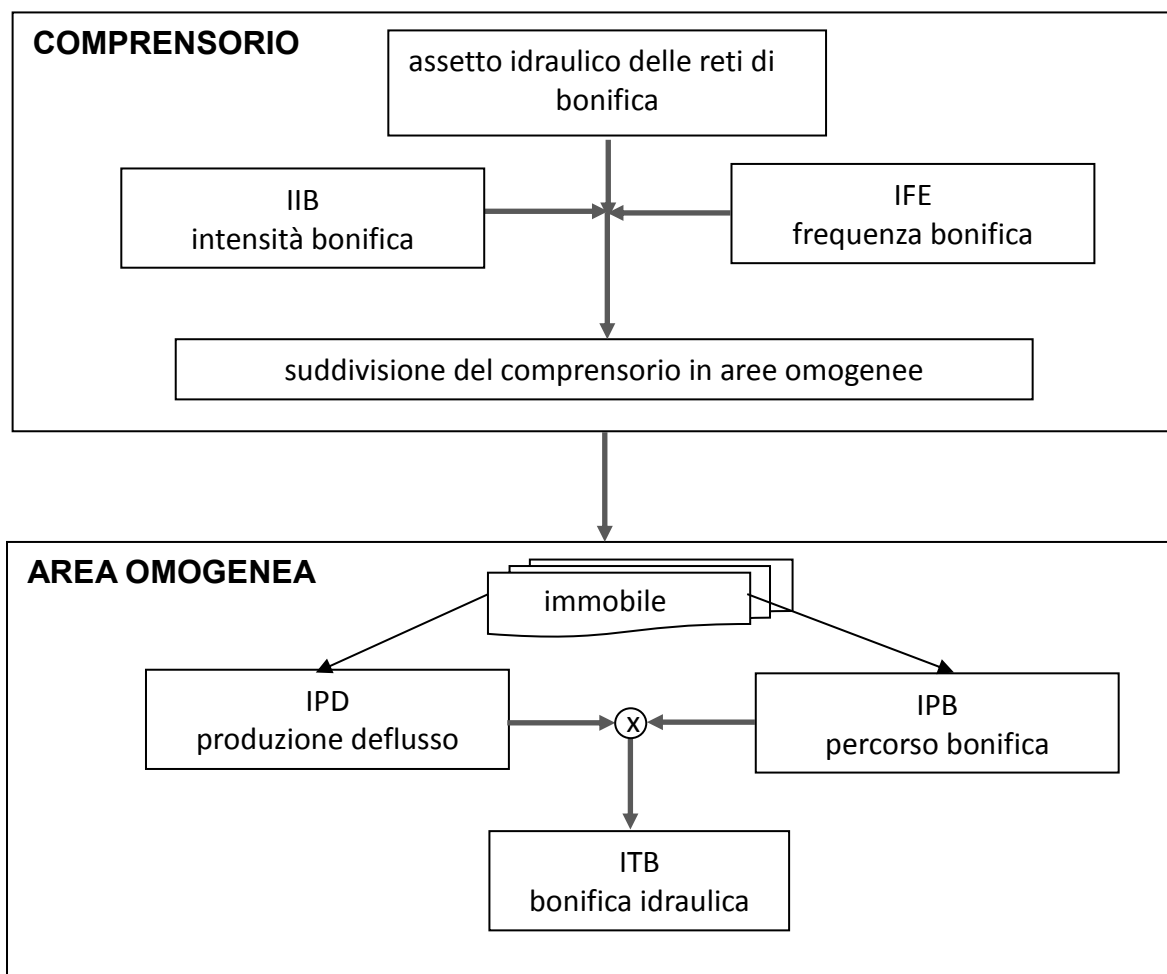 COMPRENSORIO
assetto idraulico delle reti di
bonifica
IIB
intensità bonifica
IFE
frequenza bonifica
suddivisione del comprensorio in aree omogenee
AREA OMOGENEA
immobile
IPD
produzione deflusso
x
IPB
percorso bonifica
ITB
bonifica idraulica